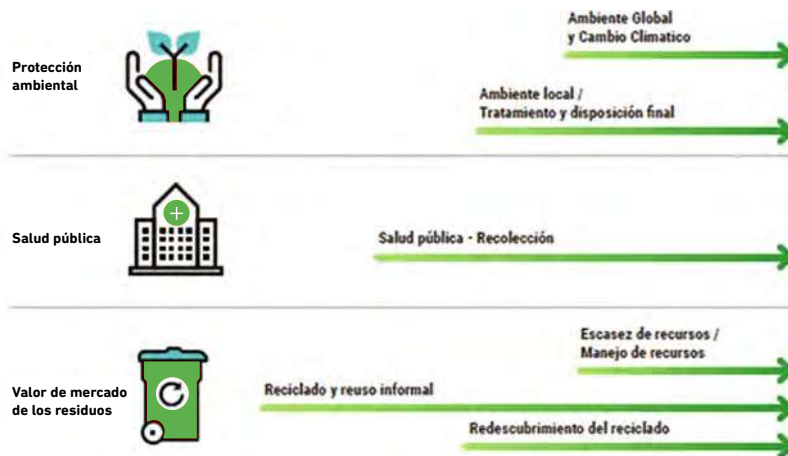 Protección
ambiental
Ambiente Global
y Cambio Climatico
Ambiente local /
Tratamiento y disposición final
Salud pública
Salud pública - Recolección
Valor de mercado
de los residuos
Escasez de recursos /
Manejo de recursos
Reciclado y reuso informal
Redescubrimiento del reciclado